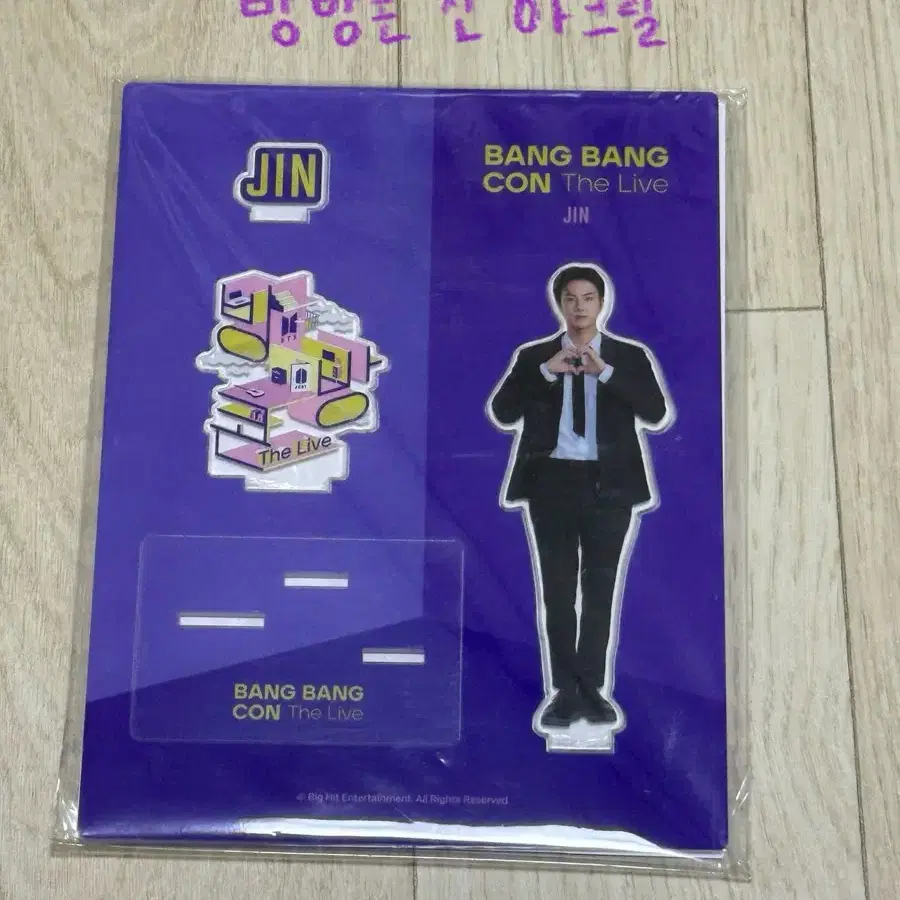 방방콘 진 아크릴
JIN
BANG BANG
CON The Live
JIN
BTS
The Live
BANG BANG
CON The Live
© Big Hit Entertainment. All Rights Reserved